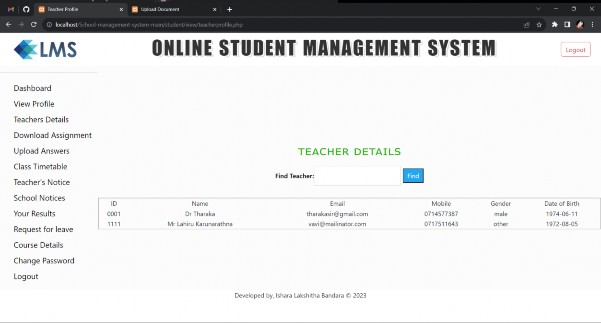 Teacher Profile
Upload Document
localhost/School-management-system-main/student/view/teacherprofile.php
LMS
ONLINE STUDENT MANAGEMENT SYSTEM
Logout
Dashboard
View Profile
Teachers Details
Download Assignment
Upload Answers
Class Timetable
Teacher's Notice
School Notices
Your Results
Request for leave
Course Details
Change Password
Logout
TEACHER DETAILS
Find Teacher:
Find
ID Name Email Mobile Gender Date of Birth
0001 Dr Tharaka tharakasir@gmail.com 0714577387 male 1974-06-11
1111 Mr Lahiru Karunarathna vavi@mailinator.com 0717511643 other 1972-08-05
Developed by, Ishara Lakshitha Bandara © 2023